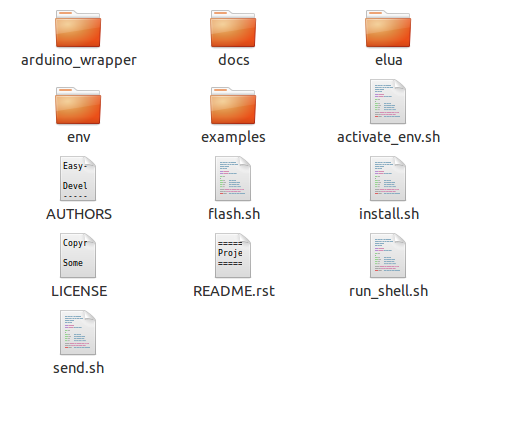 arduino_wrapper
docs
elua
env
examples
activate_env.sh
Easy-
Devel
-----
AUTHORS
flash.sh
install.sh
Copyr
Some
LICENSE
=====
Proje
=====
README.rst
run_shell.sh
send.sh